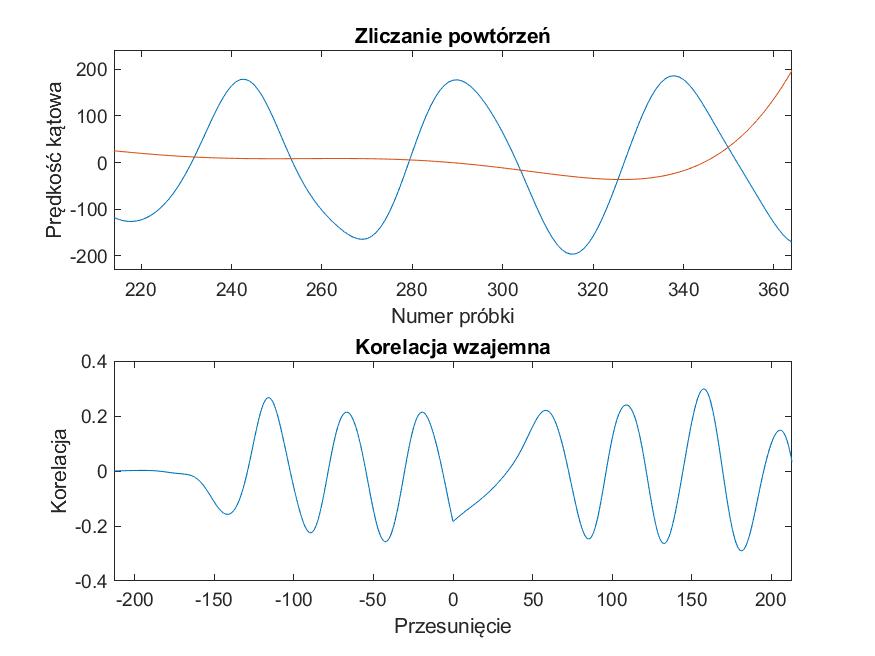 Zliczanie powtórzeń
Prędkość kątowa
200
100
0
-100
-200
220 240 260 280 300 320 340 360
Numer próbki
Korelacja wzajemna
Korelacja
0.4
0.2
0
-0.2
-0.4
-200 -150 -100 -50 0 50 100 150 200
Przesunięcie